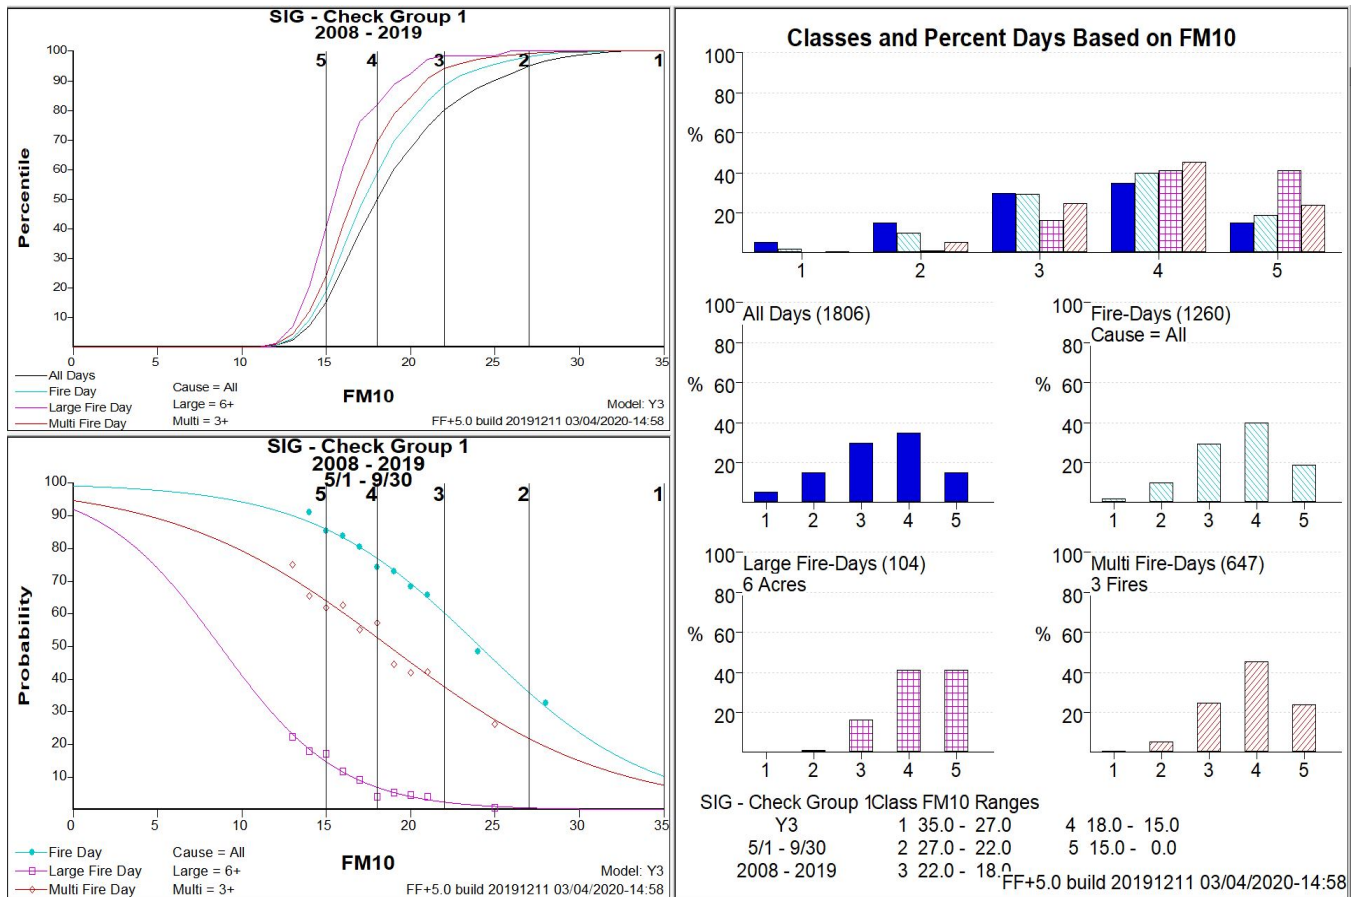 SIG - Check Group 1
2008 - 2019
100
90
80
70
60
50
40
30
20
10
Percentile
5 4 3 2 1
0 5 10 15 20 25 30 35
FM10
All Days
Fire Day
Large Fire Day
Multi Fire Day
Cause = All
Large = 6+
Multi = 3+
Model: Y3
FF+5.0 build 20191211 03/04/2020-14:58
SIG - Check Group 1
2008 - 2019
5/1 - 9/30
100
90
80
70
60
50
40
30
20
10
Probability
5 4 3 2 1
0 5 10 15 20 25 30 35
FM10
Fire Day
Large Fire Day
Multi Fire Day
Cause = All
Large = 6+
Multi = 3+
Model: Y3
FF+5.0 build 20191211 03/04/2020-14:58
Classes and Percent Days Based on FM10
100
80
% 60
40
20
1 2 3 4 5
All Days (1806)
100
80
% 60
40
20
1 2 3 4 5
Fire-Days (1260)
Cause = All
100
80
% 60
40
20
1 2 3 4 5
Large Fire-Days (104)
6 Acres
100
80
% 60
40
20
1 2 3 4 5
Multi Fire-Days (647)
3 Fires
100
80
% 60
40
20
1 2 3 4 5
SIG - Check Group 1Class FM10 Ranges
Y3 1 35.0 - 27.0 4 18.0 - 15.0
5/1 - 9/30 2 27.0 - 22.0 5 15.0 - 0.0
2008 - 2019 3 22.0 - 18.0
FF+5.0 build 20191211 03/04/2020-14:58